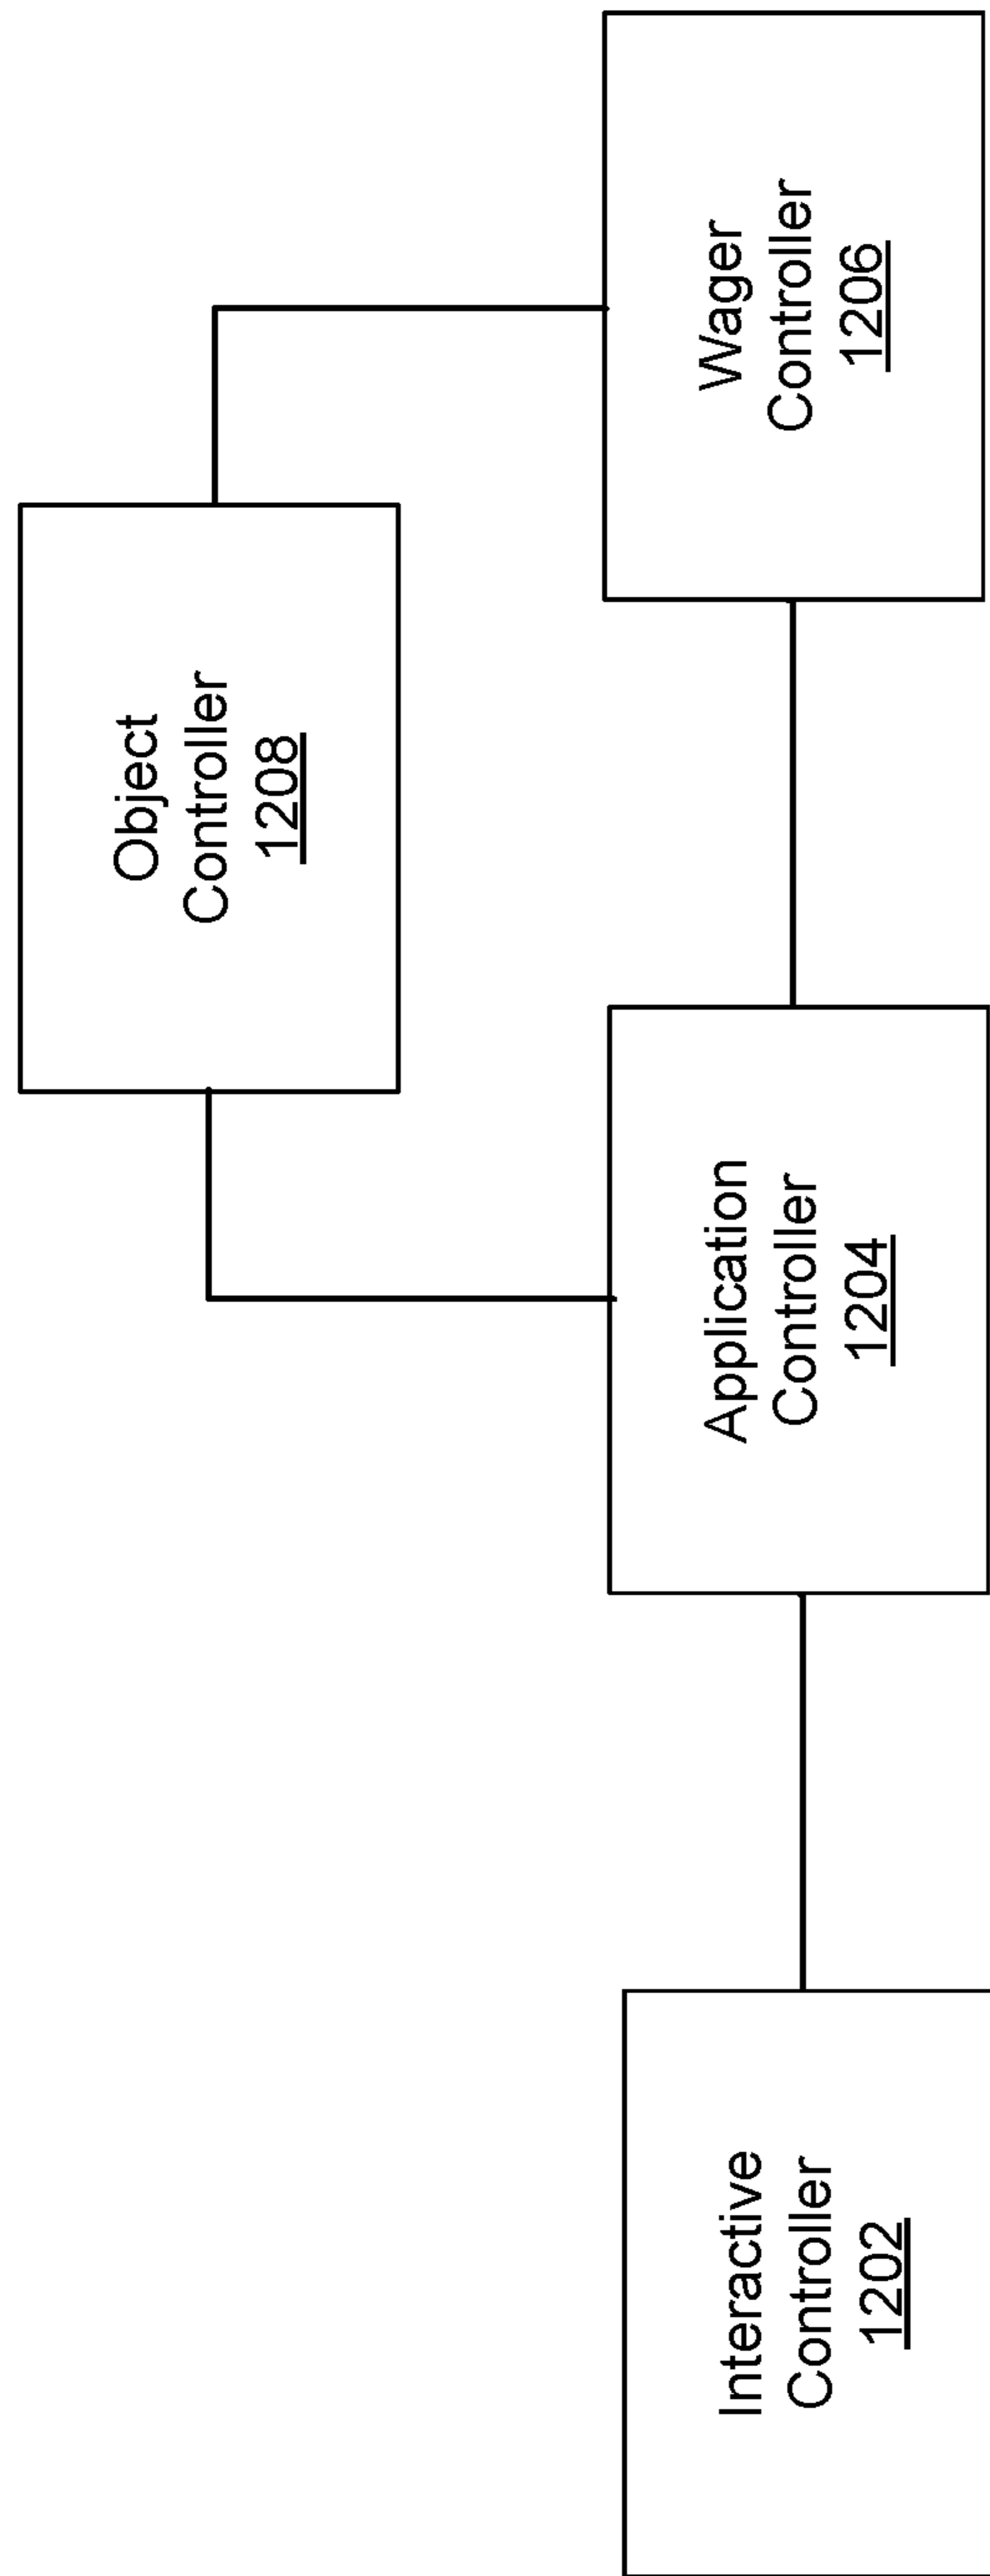 Object
Controller
1208
Interactive
Controller
1202
Application
Controller
1204
Wager
Controller
1206